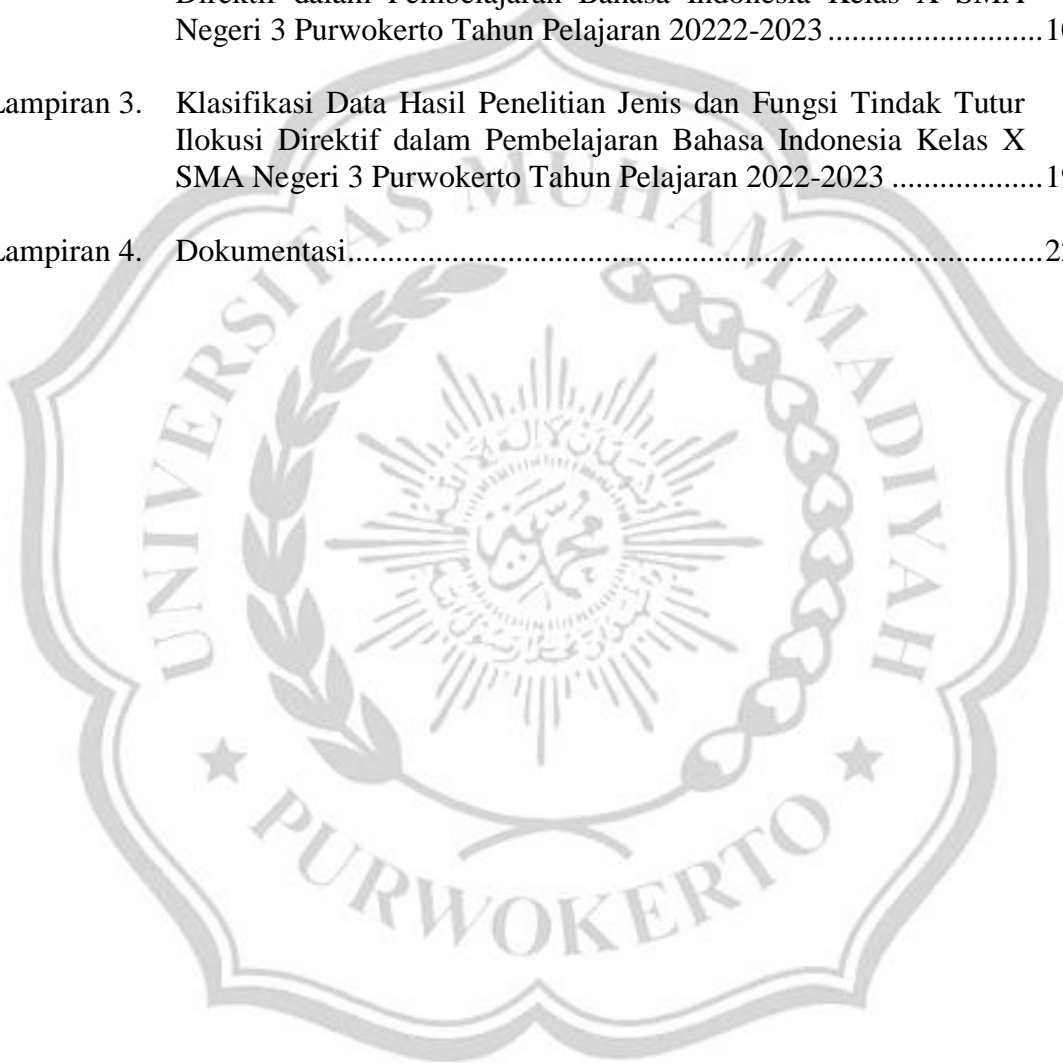 Direktif dalam Pembelajaran Bahasa Indonesia Kelas X SMA
Negeri 3 Purwokerto Tahun Pelajaran 20222-2023 ...........................
Lampiran 3. Klasifikasi Data Hasil Penelitian Jenis dan Fungsi Tindak Tutur
Ilokusi Direktif dalam Pembelajaran Bahasa Indonesia Kelas X
SMA Negeri 3 Purwokerto Tahun Pelajaran 2022-2023 ...................
Lampiran 4. Dokumentasi.......................................................................................
UNIVERSITAS MUHAMMADIYAH
PURWOKERTO